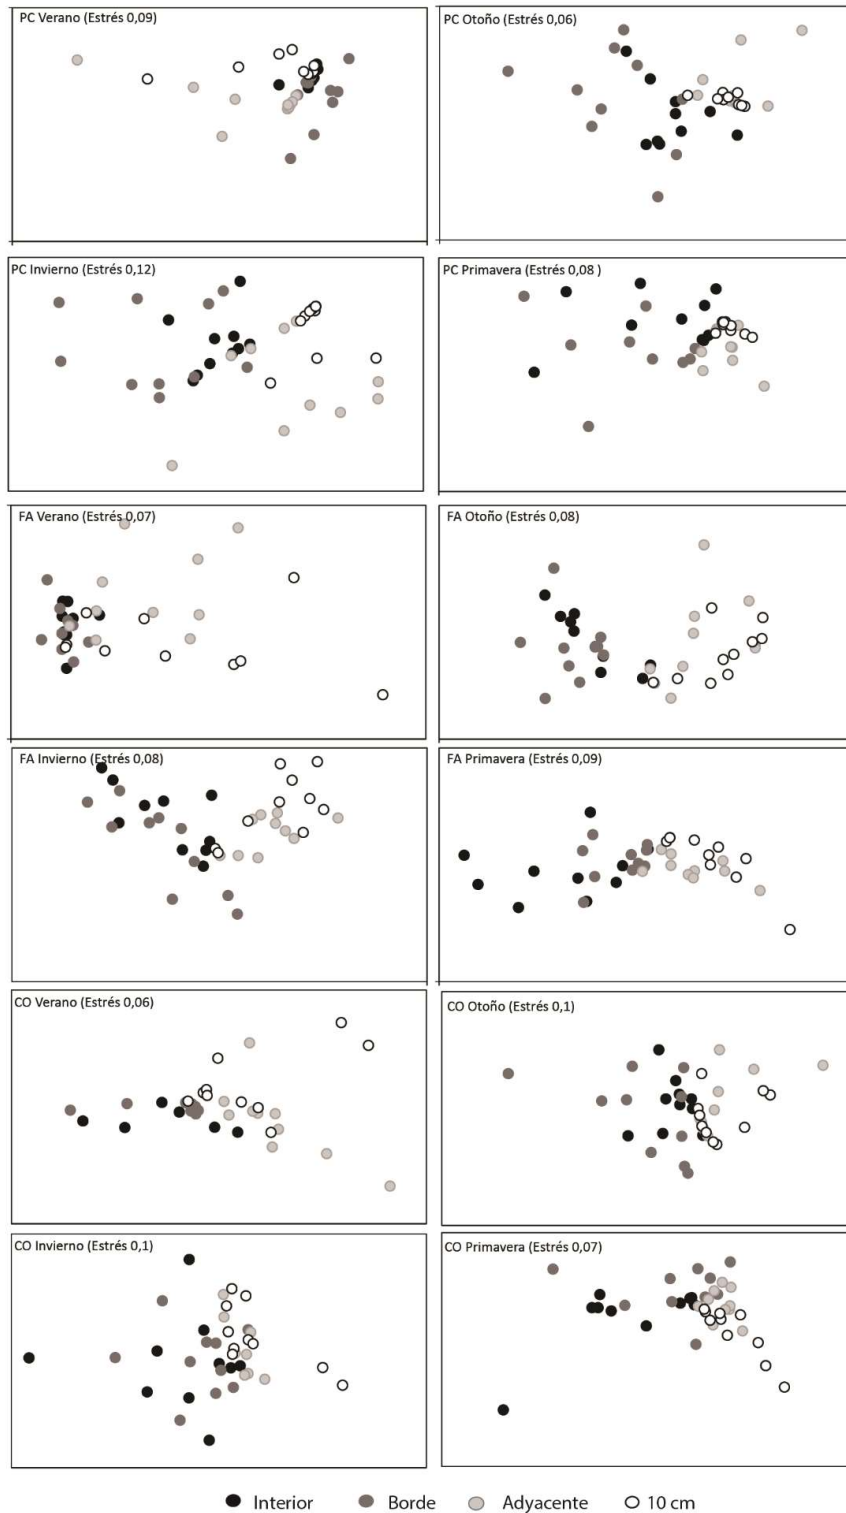 PC Verano (Estrés 0,09)
PC Otoño (Estrés 0,06)
PC Invierno (Estrés 0,12)
PC Primavera (Estrés 0,08 )
FA Verano (Estrés 0,07)
FA Otoño (Estrés 0,08)
FA Invierno (Estrés 0,08)
FA Primavera (Estrés 0,09)
CO Verano (Estrés 0,06)
CO Otoño (Estrés 0,1)
CO Invierno (Estrés 0,1)
CO Primavera (Estrés 0,07)
Interior Borde Adyacente 10 cm